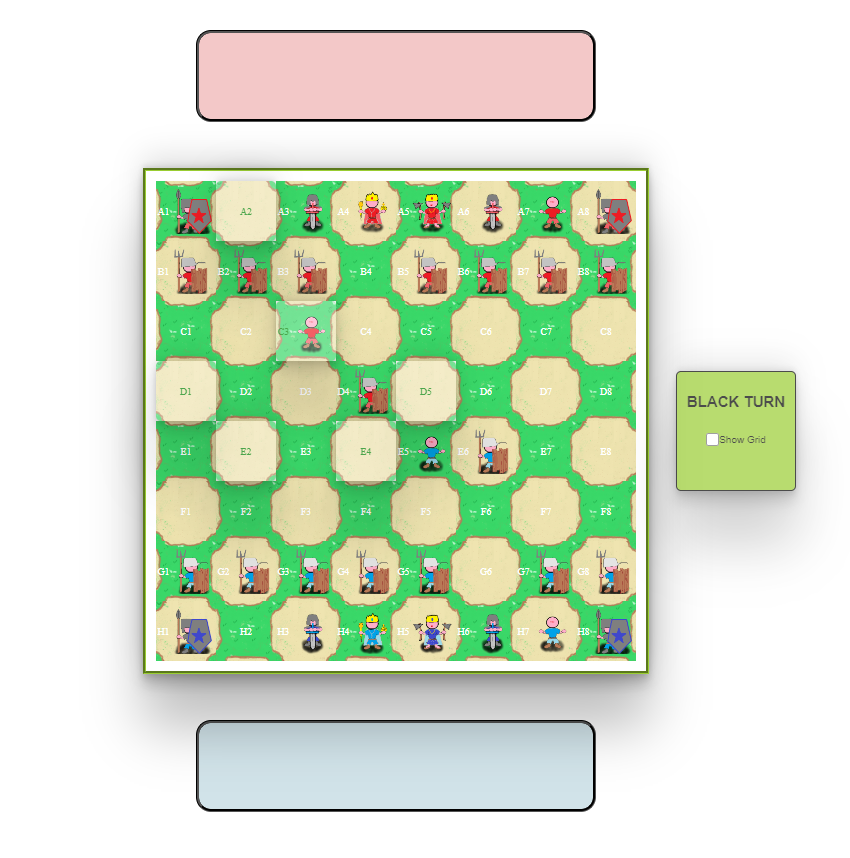 A1 A2 A3 A4 A5 A6 A7 A8
B1 B2 B3 B4 B5 B6 B7 B8
C1 C2 C3 C4 C5 C6 C7 C8
D1 D2 D3 D4 D5 D6 D7 D8
BLACK TURN
Show Grid
E1 E2 E3 E4 E5 E6 E7 E8
F1 F2 F3 F4 F5 F6 F7 F8
G1 G2 G3 G4 G5 G6 G7 G8
H1 H2 H3 H4 H5 H6 H7 H8